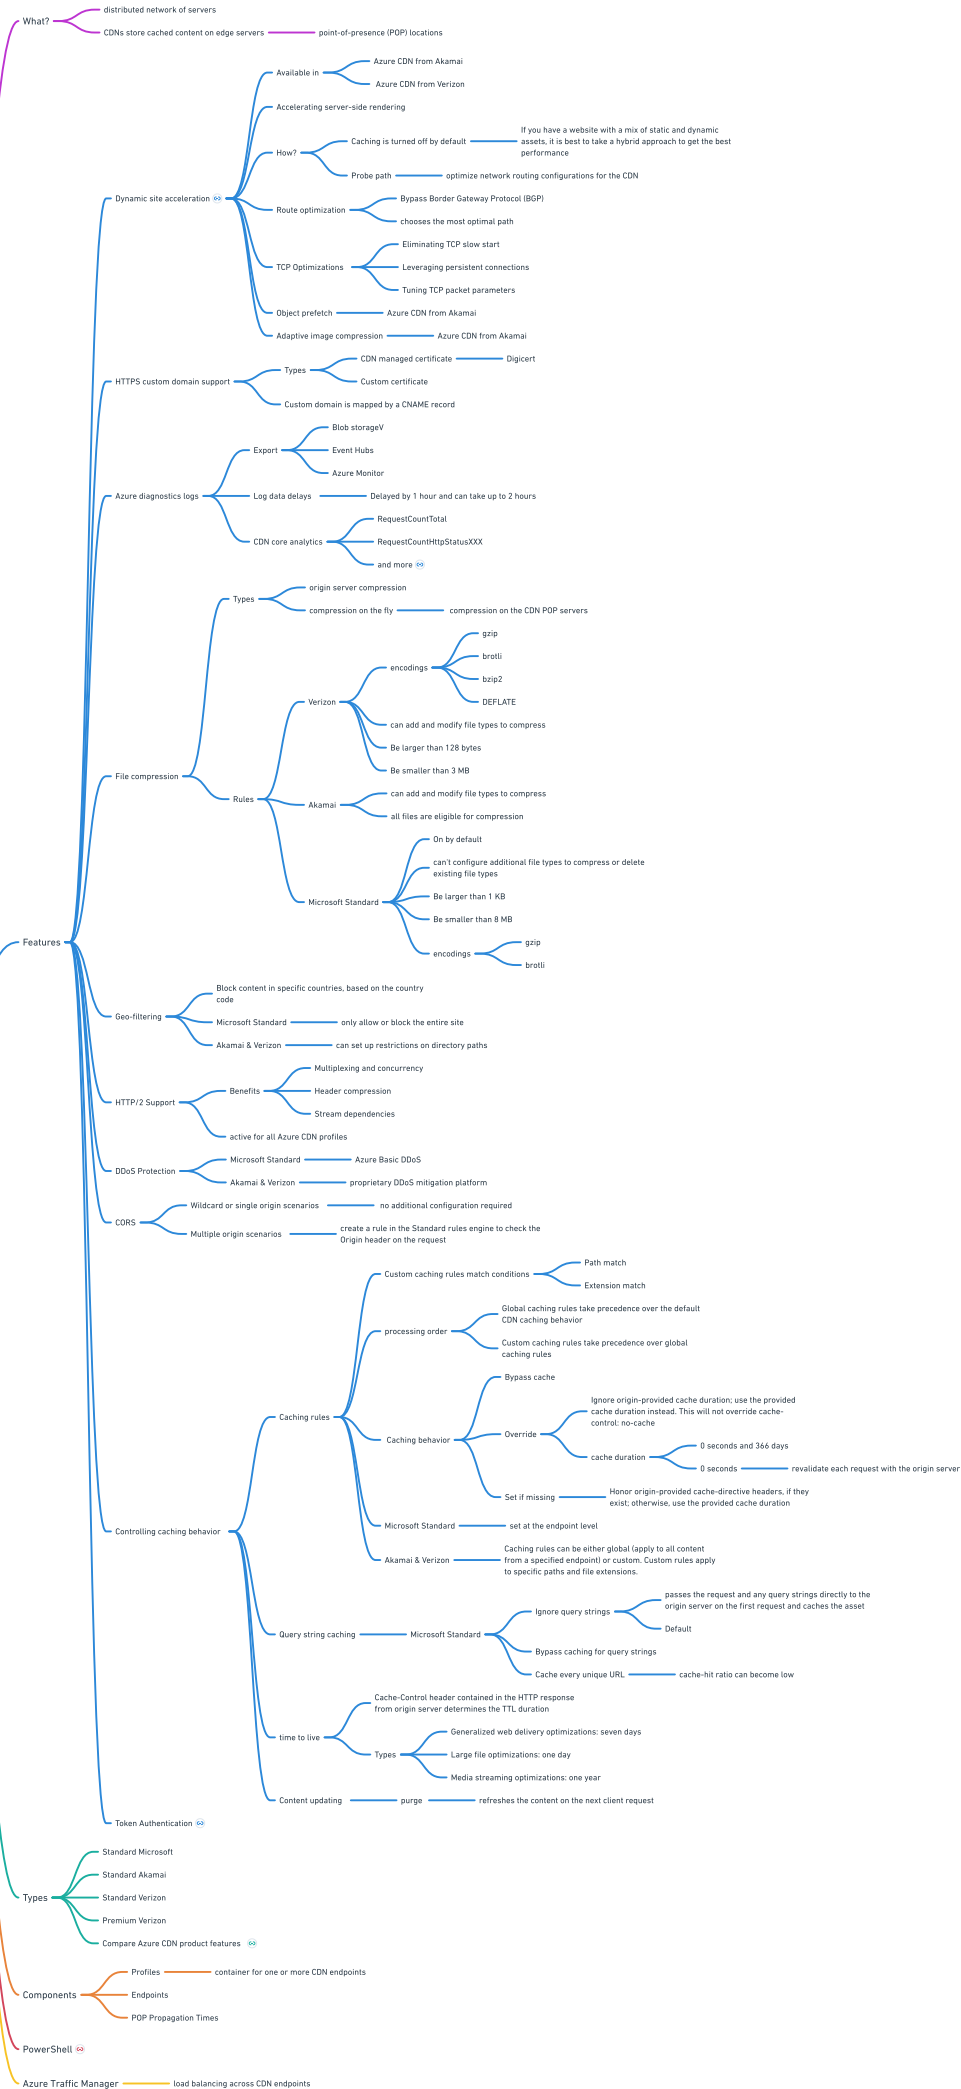 What?
distributed network of servers
CDNs store cached content on edge servers
point-of-presence (POP) locations
Features
Dynamic site acceleration
Available in
Azure CDN from Akamai
Azure CDN from Verizon
Accelerating server-side rendering
How?
Caching is turned off by default
If you have a website with a mix of static and dynamic
assets, it is best to take a hybrid approach to get the best
performance
Probe path
optimize network routing configurations for the CDN
Route optimization
Bypass Border Gateway Protocol (BGP)
chooses the most optimal path
TCP Optimizations
Eliminating TCP slow start
Leveraging persistent connections
Tuning TCP packet parameters
Object prefetch
Azure CDN from Akamai
Adaptive image compression
Azure CDN from Akamai
HTTPS custom domain support
Types
CDN managed certificate
Digicert
Custom certificate
Custom domain is mapped by a CNAME record
Azure diagnostics logs
Export
Blob storageV
Event Hubs
Azure Monitor
Log data delays
Delayed by 1 hour and can take up to 2 hours
CDN core analytics
RequestCountTotal
RequestCountHttpStatusXXX
and more
File compression
Types
origin server compression
compression on the fly
compression on the CDN POP servers
Rules
Verizon
encodings
gzip
brotli
bzip2
DEFLATE
can add and modify file types to compress
Be larger than 128 bytes
Be smaller than 3 MB
Akamai
can add and modify file types to compress
all files are eligible for compression
Microsoft Standard
On by default
can't configure additional file types to compress or delete
existing file types
Be larger than 1 KB
Be smaller than 8 MB
encodings
gzip
brotli
Geo-filtering
Block content in specific countries, based on the country
code
Microsoft Standard
only allow or block the entire site
Akamai & Verizon
can set up restrictions on directory paths
HTTP/2 Support
Benefits
Multiplexing and concurrency
Header compression
Stream dependencies
active for all Azure CDN profiles
DDoS Protection
Microsoft Standard
Azure Basic DDoS
Akamai & Verizon
proprietary DDoS mitigation platform
CORS
Wildcard or single origin scenarios
no additional configuration required
Multiple origin scenarios
create a rule in the Standard rules engine to check the
Origin header on the request
Controlling caching behavior
Caching rules
Custom caching rules match conditions
Path match
Extension match
processing order
Global caching rules take precedence over the default
CDN caching behavior
Custom caching rules take precedence over global
caching rules
Caching behavior
Bypass cache
Override
Ignore origin-provided cache duration; use the provided
cache duration instead. This will not override cache-
control: no-cache
cache duration
0 seconds and 366 days
0 seconds
revalidate each request with the origin server
Set if missing
Honor origin-provided cache-directive headers, if they
exist; otherwise, use the provided cache duration
Microsoft Standard
set at the endpoint level
Akamai & Verizon
Caching rules can be either global (apply to all content
from a specified endpoint) or custom. Custom rules apply
to specific paths and file extensions.
Query string caching
Microsoft Standard
Ignore query strings
passes the request and any query strings directly to the
origin server on the first request and caches the asset
Default
Bypass caching for query strings
Cache every unique URL
cache-hit ratio can become low
time to live
Cache-Control header contained in the HTTP response
from origin server determines the TTL duration
Types
Generalized web delivery optimizations: seven days
Large file optimizations: one day
Media streaming optimizations: one year
Content updating
purge
refreshes the content on the next client request
Token Authentication
Types
Standard Microsoft
Standard Akamai
Standard Verizon
Premium Verizon
Compare Azure CDN product features
Components
Profiles
container for one or more CDN endpoints
Endpoints
POP Propagation Times
PowerShell
Azure Traffic Manager
load balancing across CDN endpoints